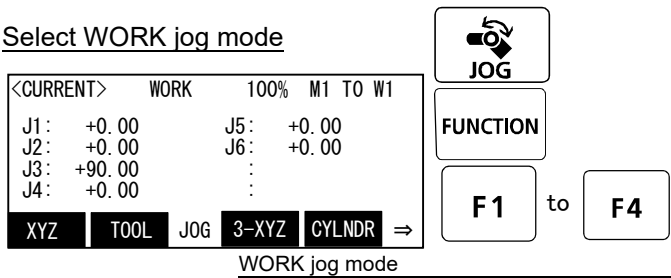 Select WORK jog mode
JOG
<CURRENT> WORK 100% M1 T0 W1
J1: +0.00 J5: +0.00
J2: +0.00 J6: +0.00
J3: +90.00 :
J4: +0.00 :
XYZ TOOL JOG 3-XYZ CYLNDR ⇒
FUNCTION
F1 to F4
WORK jog mode